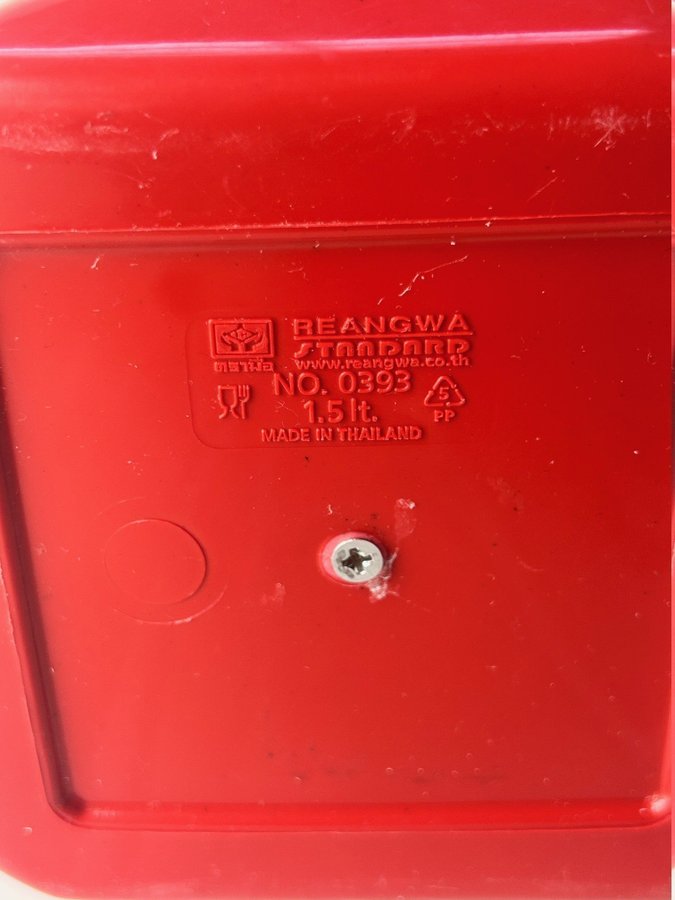 REANGWA
STANDARD
ตรามือ
www.reangwa.co.th
NO. 0393
1.5 lt.
5
PP
MADE IN THAILAND